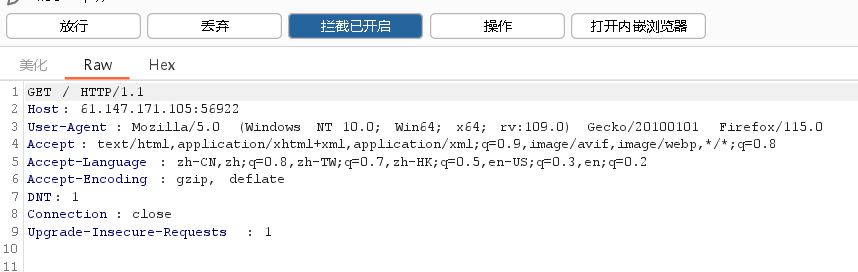 放行 丢弃 拦截已开启 操作 打开内嵌浏览器
美化 Raw Hex
1 GET / HTTP/1.1
2 Host: 61.147.171.105:56922
3 User-Agent: Mozilla/5.0 (Windows NT 10.0; Win64; x64; rv:109.0) Gecko/20100101 Firefox/115.0
4 Accept: text/html,application/xhtml+xml,application/xml;q=0.9,image/avif,image/webp,*/*;q=0.8
5 Accept-Language: zh-CN,zh;q=0.8,zh-TW;q=0.7,zh-HK;q=0.5,en-US;q=0.3,en;q=0.2
6 Accept-Encoding: gzip, deflate
7 DNT: 1
8 Connection: close
9 Upgrade-Insecure-Requests: 1
10
11